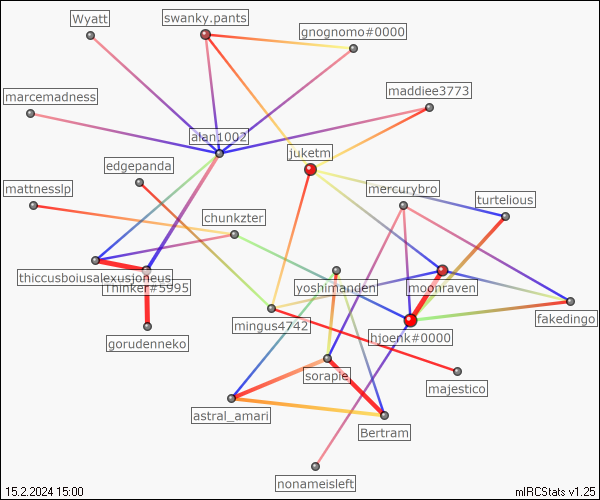 Wyatt
swanky.pants
gnognomo#0000
maddiee3773
marcemadness
alan1002
juketm
edgepanda
mattnesslp
mercurybro
turtelious
chunkzter
thiccusboiusalexusjoneus
Thinker#5995
yoshimanden
moonraven
mingus4742
fakedingo
hjoenk#0000
gorudenneko
sorapie
majestico
astral_amari
Bertram
nonameisleft
15.2.2024 15:00
mIRCStats v1.25